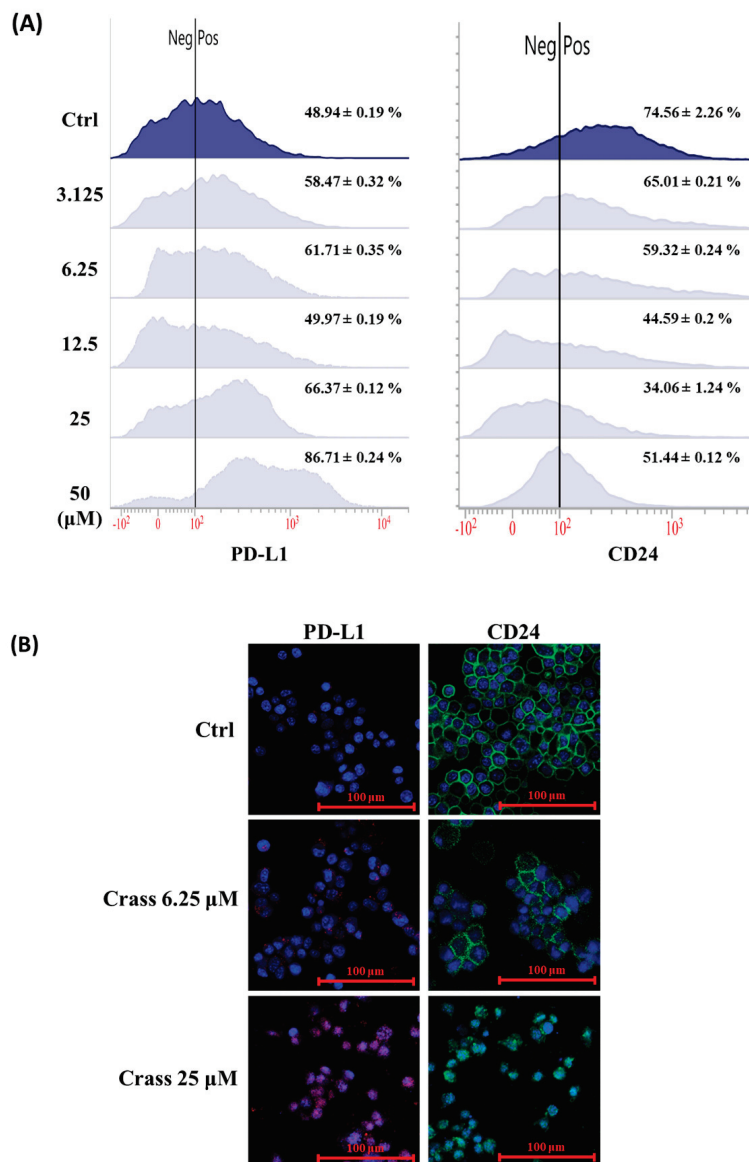 (A)
Neg Pos
Neg Pos
Ctrl
48.94 ± 0.19 %
74.56 ± 2.26 %
3.125
58.47 ± 0.32 %
65.01 ± 0.21 %
6.25
61.71 ± 0.35 %
59.32 ± 0.24 %
12.5
49.97 ± 0.19 %
44.59 ± 0.2 %
25
66.37 ± 0.12 %
34.06 ± 1.24 %
50
86.71 ± 0.24 %
51.44 ± 0.12 %
(µM)
-10² 0 10² 10³ 10⁴
-10² 0 10² 10³
PD-L1
CD24
(B)
PD-L1
CD24
Ctrl
100 µm
100 µm
Crass 6.25 µM
100 µm
100 µm
Crass 25 µM
100 µm
100 µm